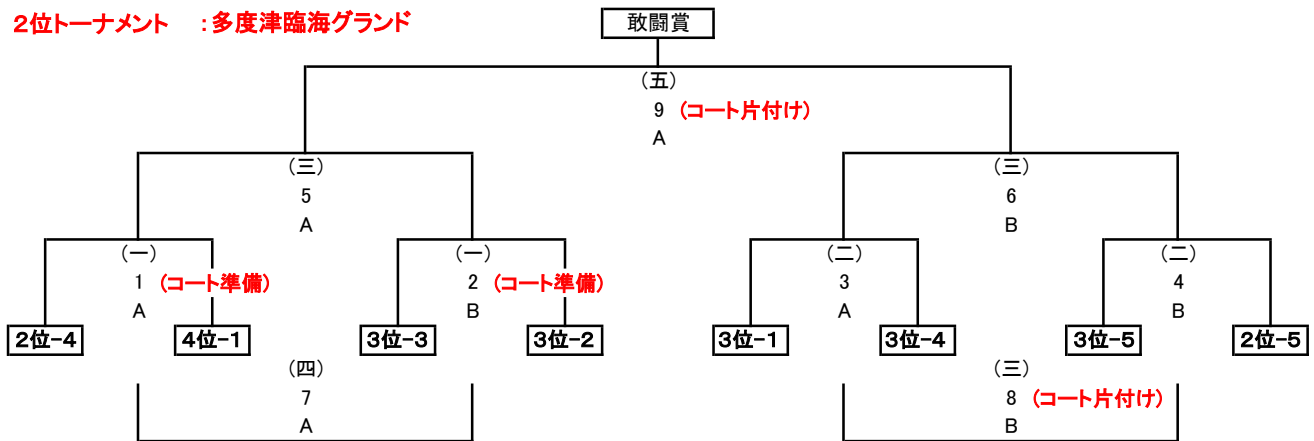 2位トーナメント　：多度津臨海グランド
敢闘賞
(五)
9 (コート片付け)
A
(三) (三)
5 6
A B
(一) (一) (二) (二)
1 (コート準備) 2 (コート準備) 3 4
A B A B
2位-4 4位-1 3位-3 3位-2 3位-1 3位-4 3位-5 2位-5
(四) (三)
7 8 (コート片付け)
A B